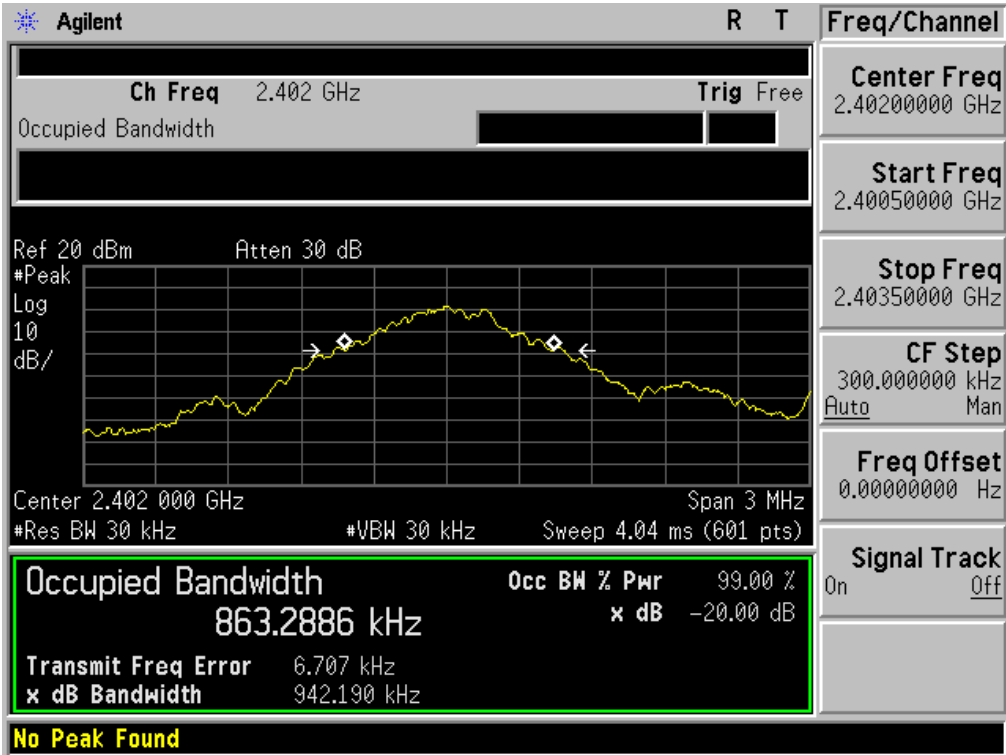 Agilent R T
Freq/Channel
Ch Freq 2.402 GHz Trig Free
Occupied Bandwidth
Ref 20 dBm Atten 30 dB
#Peak
Log
10
dB/
Center 2.402 000 GHz Span 3 MHz
#Res BW 30 kHz #VBW 30 kHz Sweep 4.04 ms (601 pts)
Occupied Bandwidth
863.2886 kHz
Occ BW % Pwr 99.00 %
x dB -20.00 dB
Transmit Freq Error 6.707 kHz
x dB Bandwidth 942.190 kHz
No Peak Found
Center Freq
2.40200000 GHz
Start Freq
2.40050000 GHz
Stop Freq
2.40350000 GHz
CF Step
300.000000 kHz
Auto Man
Freq Offset
0.00000000 Hz
Signal Track
On Off